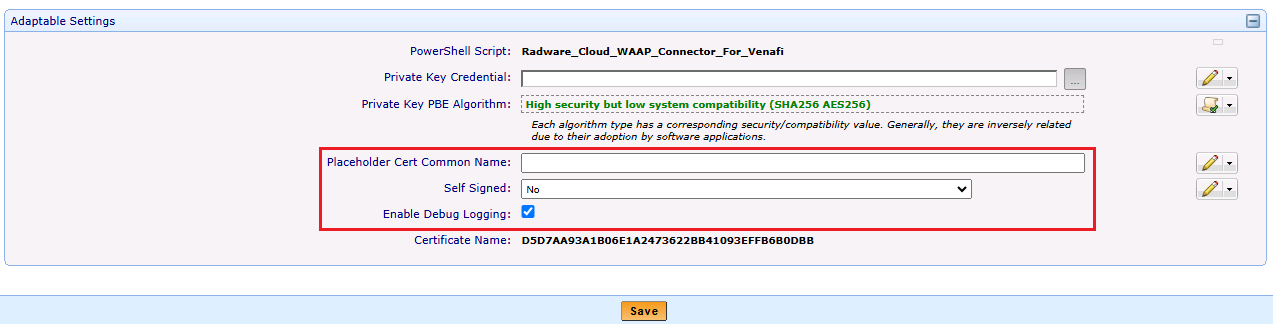 Adaptable Settings
PowerShell Script: Radware_Cloud_WAAP_Connector_For_Venafi
Private Key Credential:
...
Private Key PBE Algorithm: High security but low system compatibility (SHA256 AES256)
Each algorithm type has a corresponding security/compatibility value. Generally, they are inversely related
due to their adoption by software applications.
Placeholder Cert Common Name:
Self Signed: No
Enable Debug Logging:
Certificate Name: D5D7AA93A1B06E1A2473622BB41093EFFB6B0DBB
Save